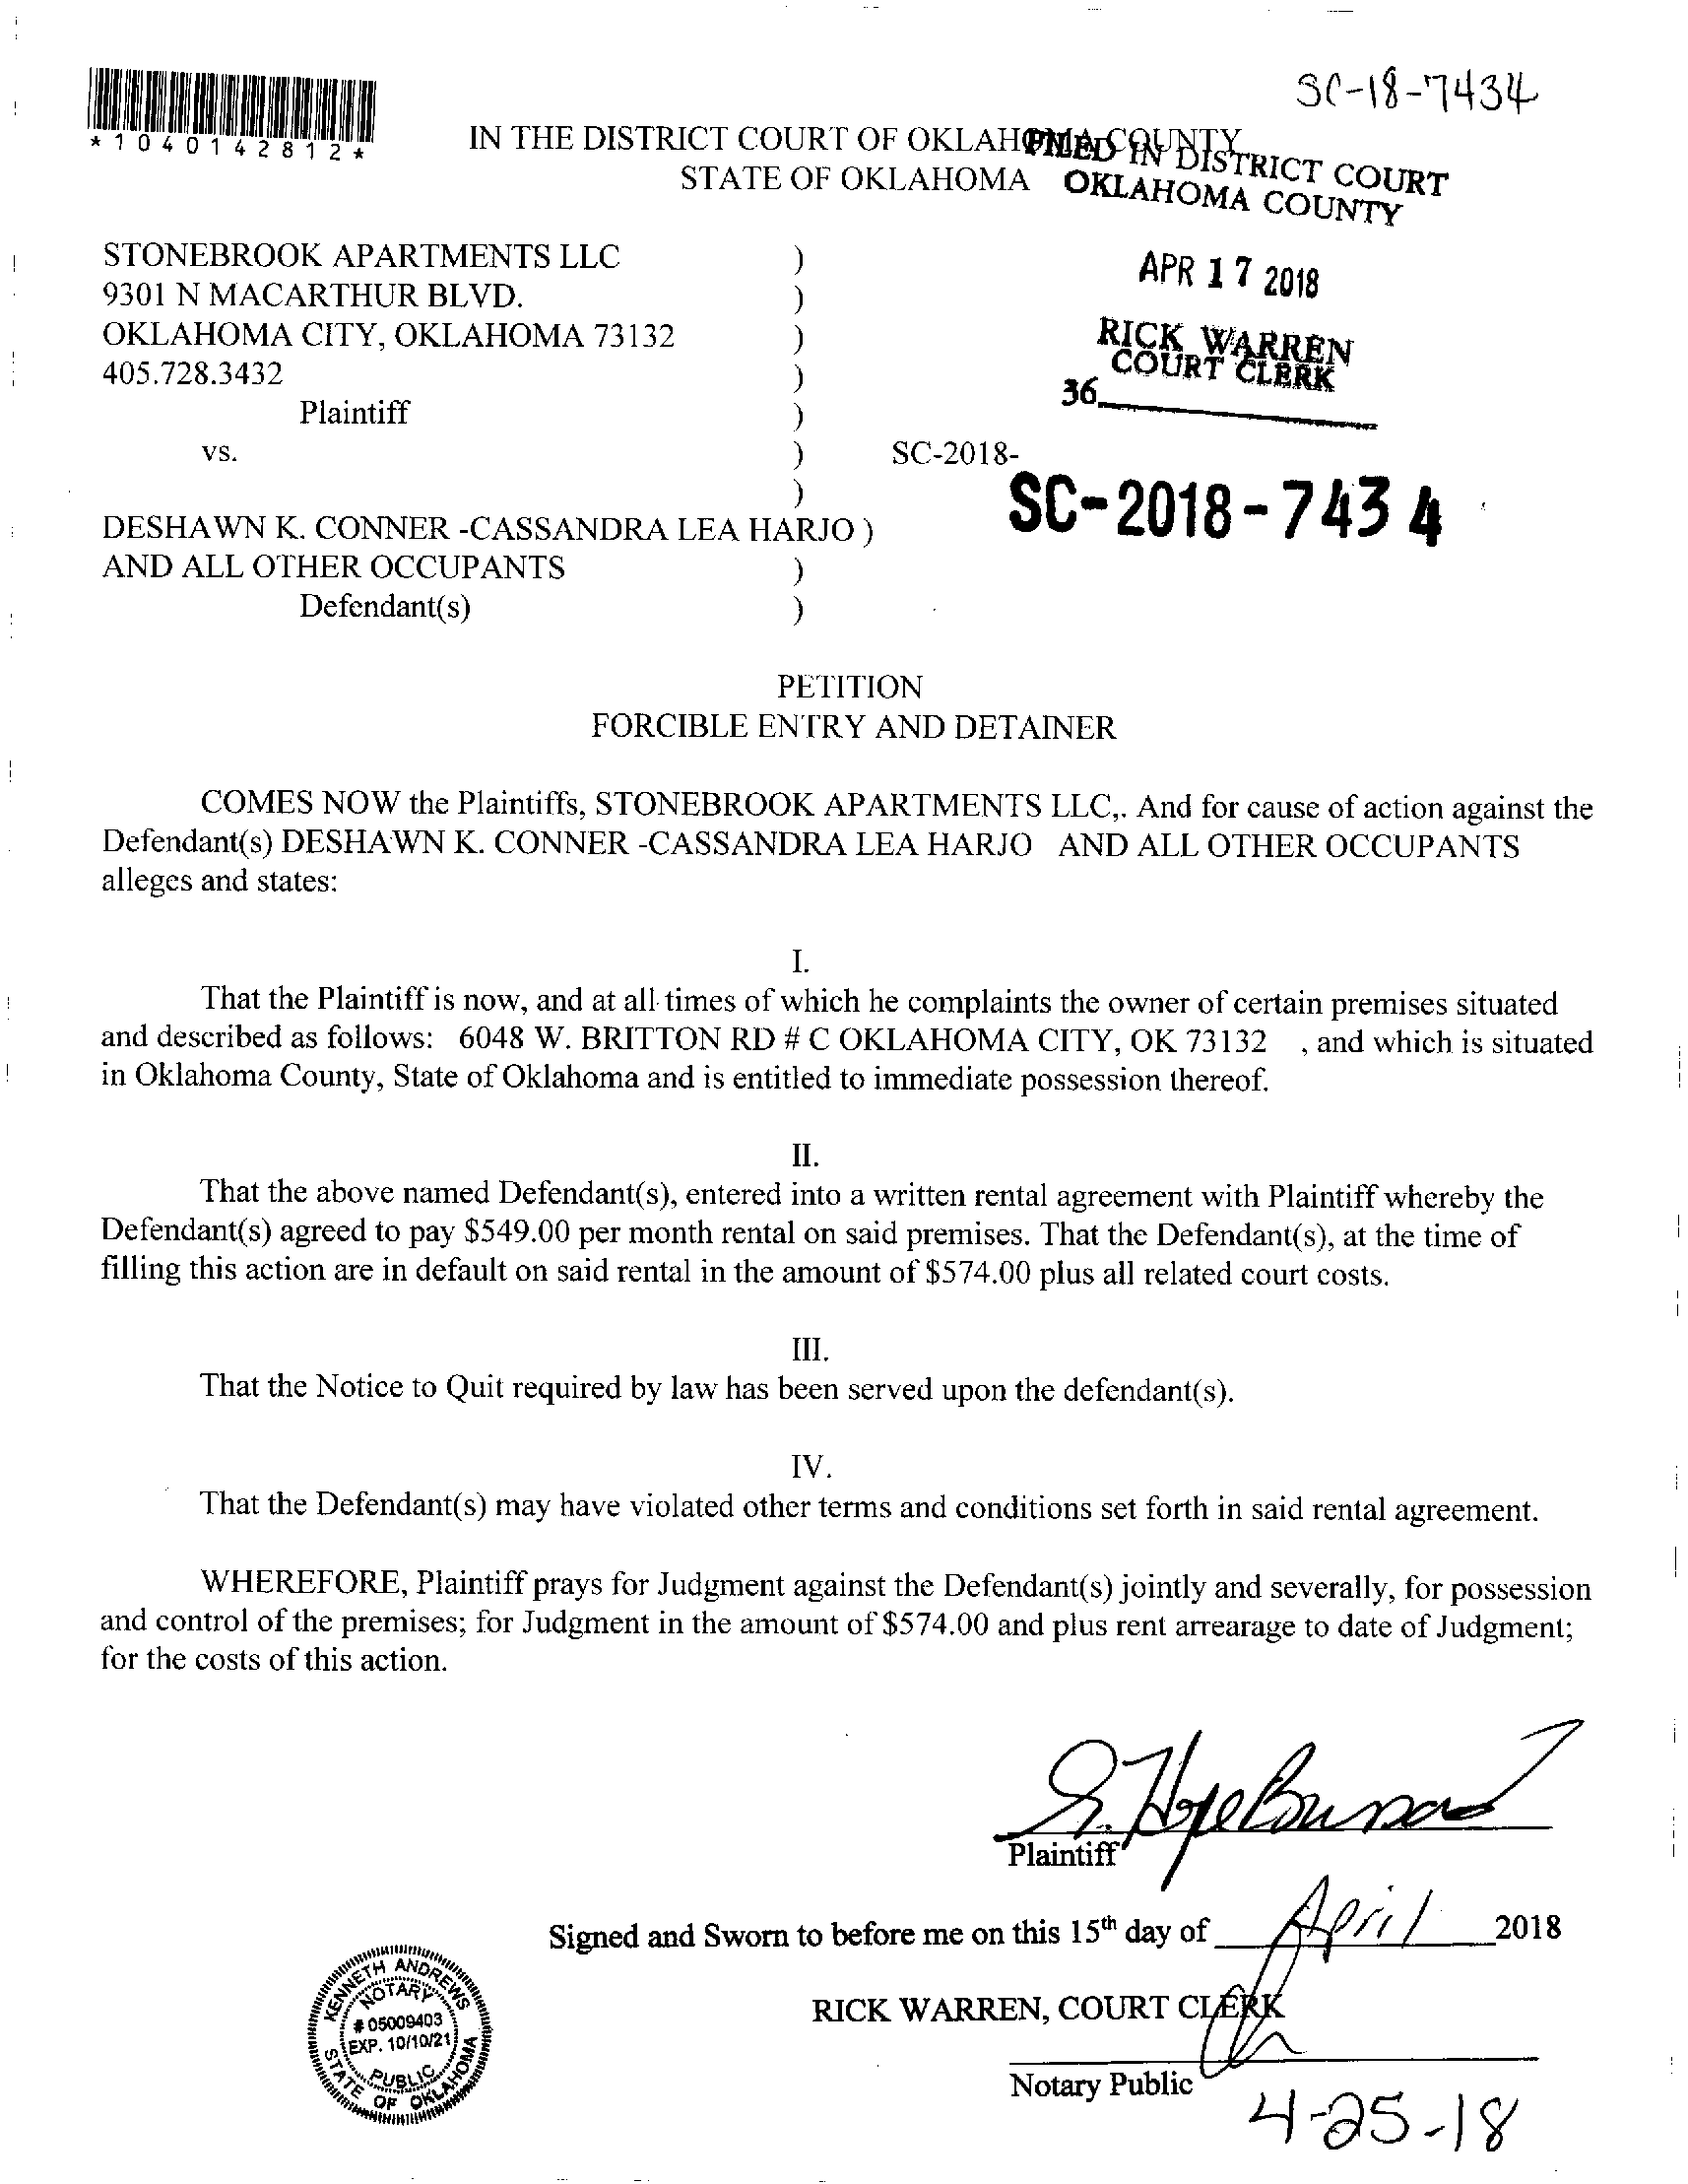 SC-18-7434
*1040142812*
IN THE DISTRICT COURT OF OKLAHOMA COUNTY
STATE OF OKLAHOMA
FILED IN DISTRICT COURT
OKLAHOMA COUNTY
APR 17 2018
RICK WARREN
COURT CLERK
36
STONEBROOK APARTMENTS LLC )
9301 N MACARTHUR BLVD. )
OKLAHOMA CITY, OKLAHOMA 73132 )
405.728.3432 )
Plaintiff )
vs. ) SC-2018-
)
SC-2018-7434
DESHAWN K. CONNER -CASSANDRA LEA HARJO )
AND ALL OTHER OCCUPANTS )
Defendant(s) )
PETITION
FORCIBLE ENTRY AND DETAINER
COMES NOW the Plaintiffs, STONEBROOK APARTMENTS LLC,. And for cause of action against the
Defendant(s) DESHAWN K. CONNER -CASSANDRA LEA HARJO AND ALL OTHER OCCUPANTS
alleges and states:
I.
That the Plaintiff is now, and at all times of which he complaints the owner of certain premises situated
and described as follows: 6048 W. BRITTON RD # C OKLAHOMA CITY, OK 73132 , and which is situated
in Oklahoma County, State of Oklahoma and is entitled to immediate possession thereof.
II.
That the above named Defendant(s), entered into a written rental agreement with Plaintiff whereby the
Defendant(s) agreed to pay $549.00 per month rental on said premises. That the Defendant(s), at the time of
filling this action are in default on said rental in the amount of $574.00 plus all related court costs.
III.
That the Notice to Quit required by law has been served upon the defendant(s).
IV.
That the Defendant(s) may have violated other terms and conditions set forth in said rental agreement.
WHEREFORE, Plaintiff prays for Judgment against the Defendant(s) jointly and severally, for possession
and control of the premises; for Judgment in the amount of $574.00 and plus rent arrearage to date of Judgment;
for the costs of this action.
Plaintiff
Signed and Sworn to before me on this 15th day of April 2018
RICK WARREN, COURT CLERK
KENNETH ANDREWS
NOTARY
# 05009403
EXP. 10/10/21
PUBLIC
STATE OF OKLAHOMA
Notary Public
4-25-18